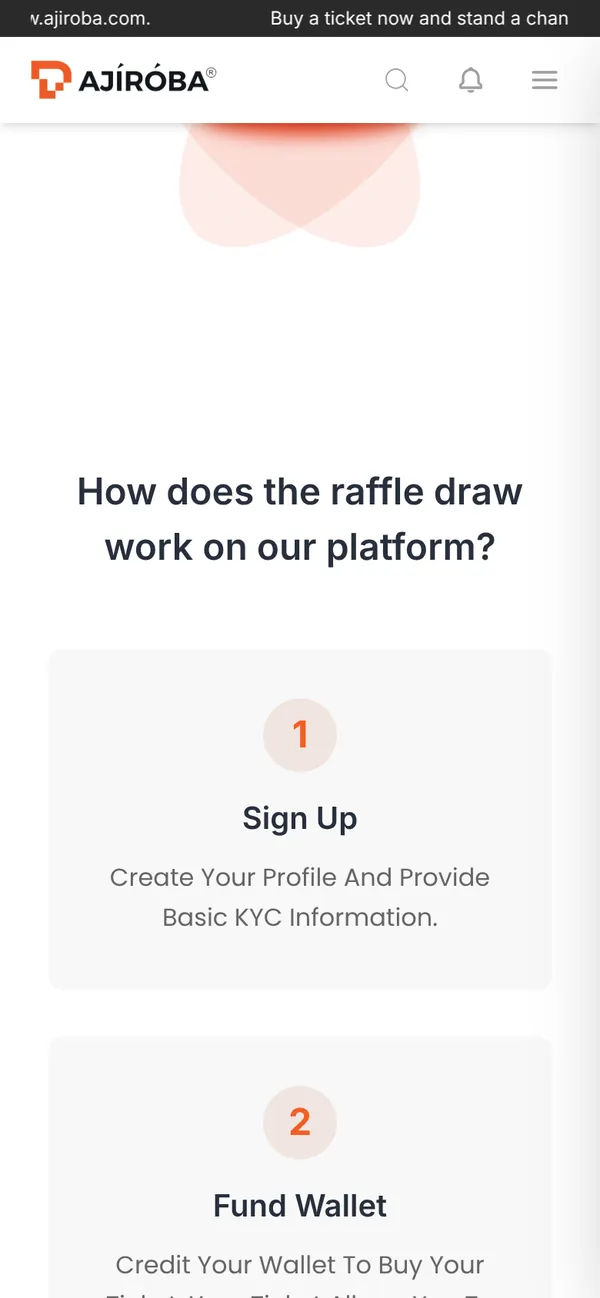 .ajiroba.com.
Buy a ticket now and stand a chan
AJÍRÓBA®
How does the raffle draw
work on our platform?
1
Sign Up
Create Your Profile And Provide
Basic KYC Information.
2
Fund Wallet
Credit Your Wallet To Buy Your